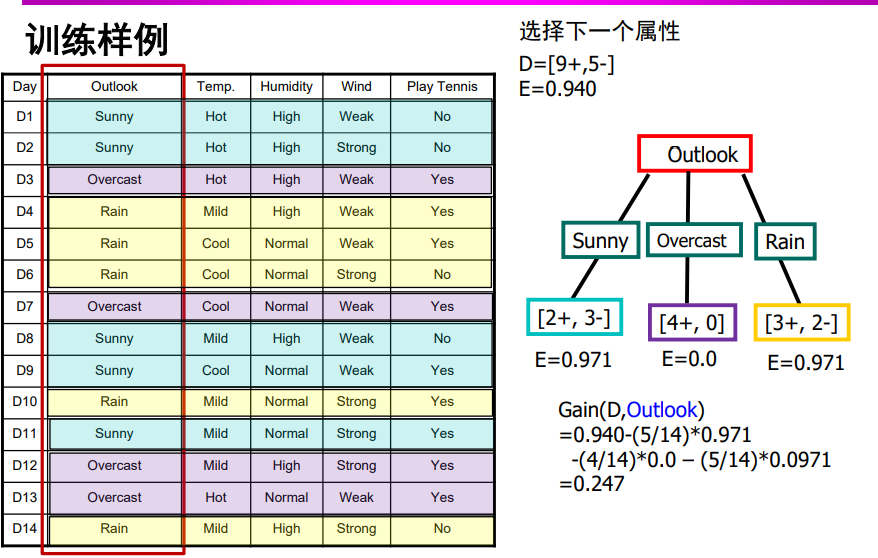 训练样例
Day Outlook Temp. Humidity Wind Play Tennis
D1 Sunny Hot High Weak No
D2 Sunny Hot High Strong No
D3 Overcast Hot High Weak Yes
D4 Rain Mild High Weak Yes
D5 Rain Cool Normal Weak Yes
D6 Rain Cool Normal Strong No
D7 Overcast Cool Normal Weak Yes
D8 Sunny Mild High Weak No
D9 Sunny Cool Normal Weak Yes
D10 Rain Mild Normal Strong Yes
D11 Sunny Mild Normal Strong Yes
D12 Overcast Mild High Strong Yes
D13 Overcast Hot Normal Weak Yes
D14 Rain Mild High Strong No
选择下一个属性
D=[9+,5-]
E=0.940
Outlook
Sunny Overcast Rain
[2+, 3-] [4+, 0] [3+, 2-]
E=0.971 E=0.0 E=0.971
Gain(D,Outlook)
=0.940-(5/14)*0.971
-(4/14)*0.0 – (5/14)*0.0971
=0.247